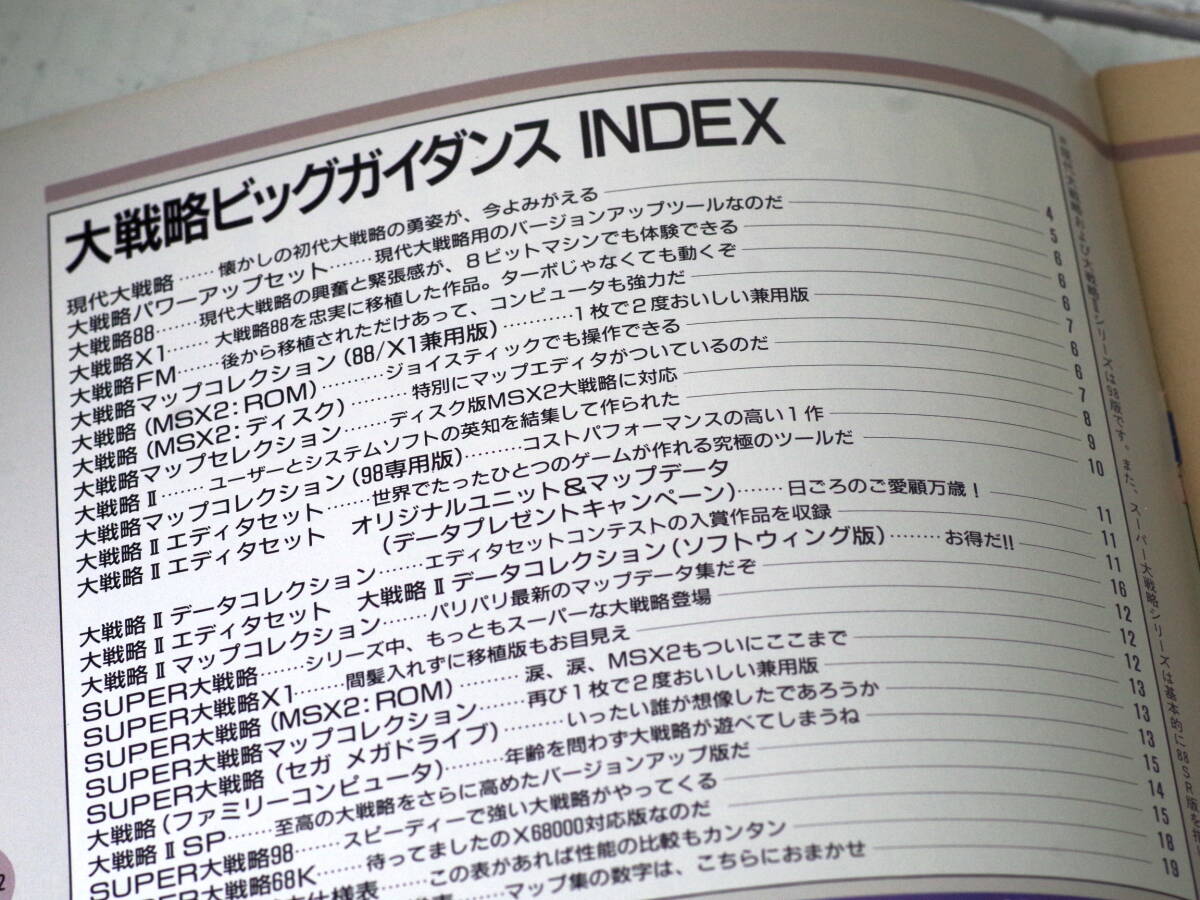 大戦略ビッグガイダンス INDEX
現代大戦略……懐かしの初代大戦略の勇姿が、今よみがえる 4
大戦略パワーアップセット……現代大戦略用のバージョンアップツールなのだ 5
大戦略88……現代大戦略の興奮と緊張感が、8ビットマシンでも体験できる 6
大戦略X1……大戦略88を忠実に移植した作品。ターボじゃなくても動くぞ 6
大戦略FM……後から移植されただけあって、コンピュータも強力だ 6
大戦略マップコレクション(88/X1兼用版)………1枚で2度おいしい兼用版 7
大戦略(MSX2:ROM)………ジョイスティックでも操作できる 6
大戦略(MSX2:ディスク)………特別にマップエディタがついているのだ 6
大戦略マップセレクション……ディスク版MSX2大戦略に対応 7
大戦略Ⅱ……ユーザーとシステムソフトの英知を結集して作られた 8
大戦略マップコレクション(98専用版)………コストパフォーマンスの高い1作 9
大戦略Ⅱエディタセット……世界でたったひとつのゲームが作れる究極のツールだ 10
大戦略Ⅱエディタセット オリジナルユニット&マップデータ
(データプレゼントキャンペーン)……日ごろのご愛顧万歳! 11
大戦略Ⅱデータコレクション……エディタセットコンテストの入賞作品を収録 11
大戦略Ⅱエディタセット 大戦略Ⅱデータコレクション(ソフトウィング版)………お得だ!! 11
大戦略Ⅱマップコレクション……バリバリ最新のマップデータ集だぞ 16
SUPER大戦略……シリーズ中、もっともスーパーな大戦略登場 12
SUPER大戦略X1……間髪入れずに移植版もお目見え 12
SUPER大戦略(MSX2:ROM)………涙、涙、MSX2もついにここまで 12
SUPER大戦略マップコレクション……再び1枚で2度おいしい兼用版 13
SUPER大戦略(セガ メガドライブ)………いったい誰が想像したであろうか 13
大戦略(ファミリーコンピュータ)………年齢を問わず大戦略が遊べてしまうね 13
大戦略ⅡSP……至高の大戦略をさらに高めたバージョンアップ版だ 15
SUPER大戦略98……スピーディーで強い大戦略がやってくる 14
大戦略68K……待ってましたのX68000対応版なのだ 15
仕様表……この表があれば性能の比較もカンタン 18
マップ集の数字は、こちらにおまかせ 19
現代大戦略および大戦略Ⅱシリーズは98版です。また、スーパー大戦略シリーズは基本的に88SR版を
2